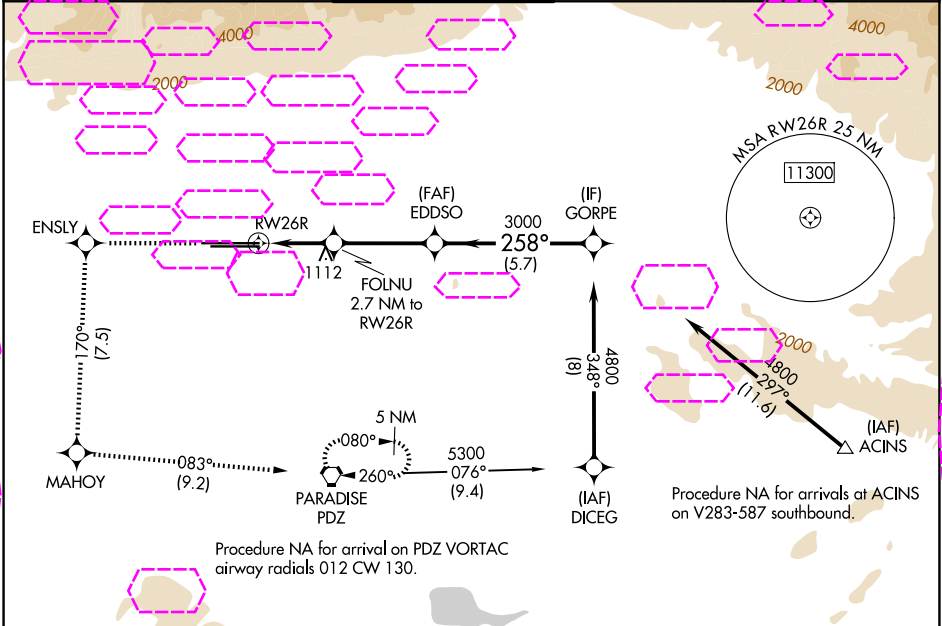 4000
2000
4000
2000
MSA RW26R 25 NM
11300
(FAF)
EDDSO
(IF)
GORPE
3000
258°
(5.7)
ENSLY
RW26R
1112
FOLNU
2.7 NM to
RW26R
170°
(7.5)
4800
348°
(8)
2000
4800
297°
(11.6)
(IAF)
ACINS
5 NM
080°
260°
5300
076°
(9.4)
083°
(9.2)
MAHOY
PARADISE
PDZ
(IAF)
DICEG
Procedure NA for arrivals at ACINS
on V283-587 southbound.
Procedure NA for arrival on PDZ VORTAC
airway radials 012 CW 130.